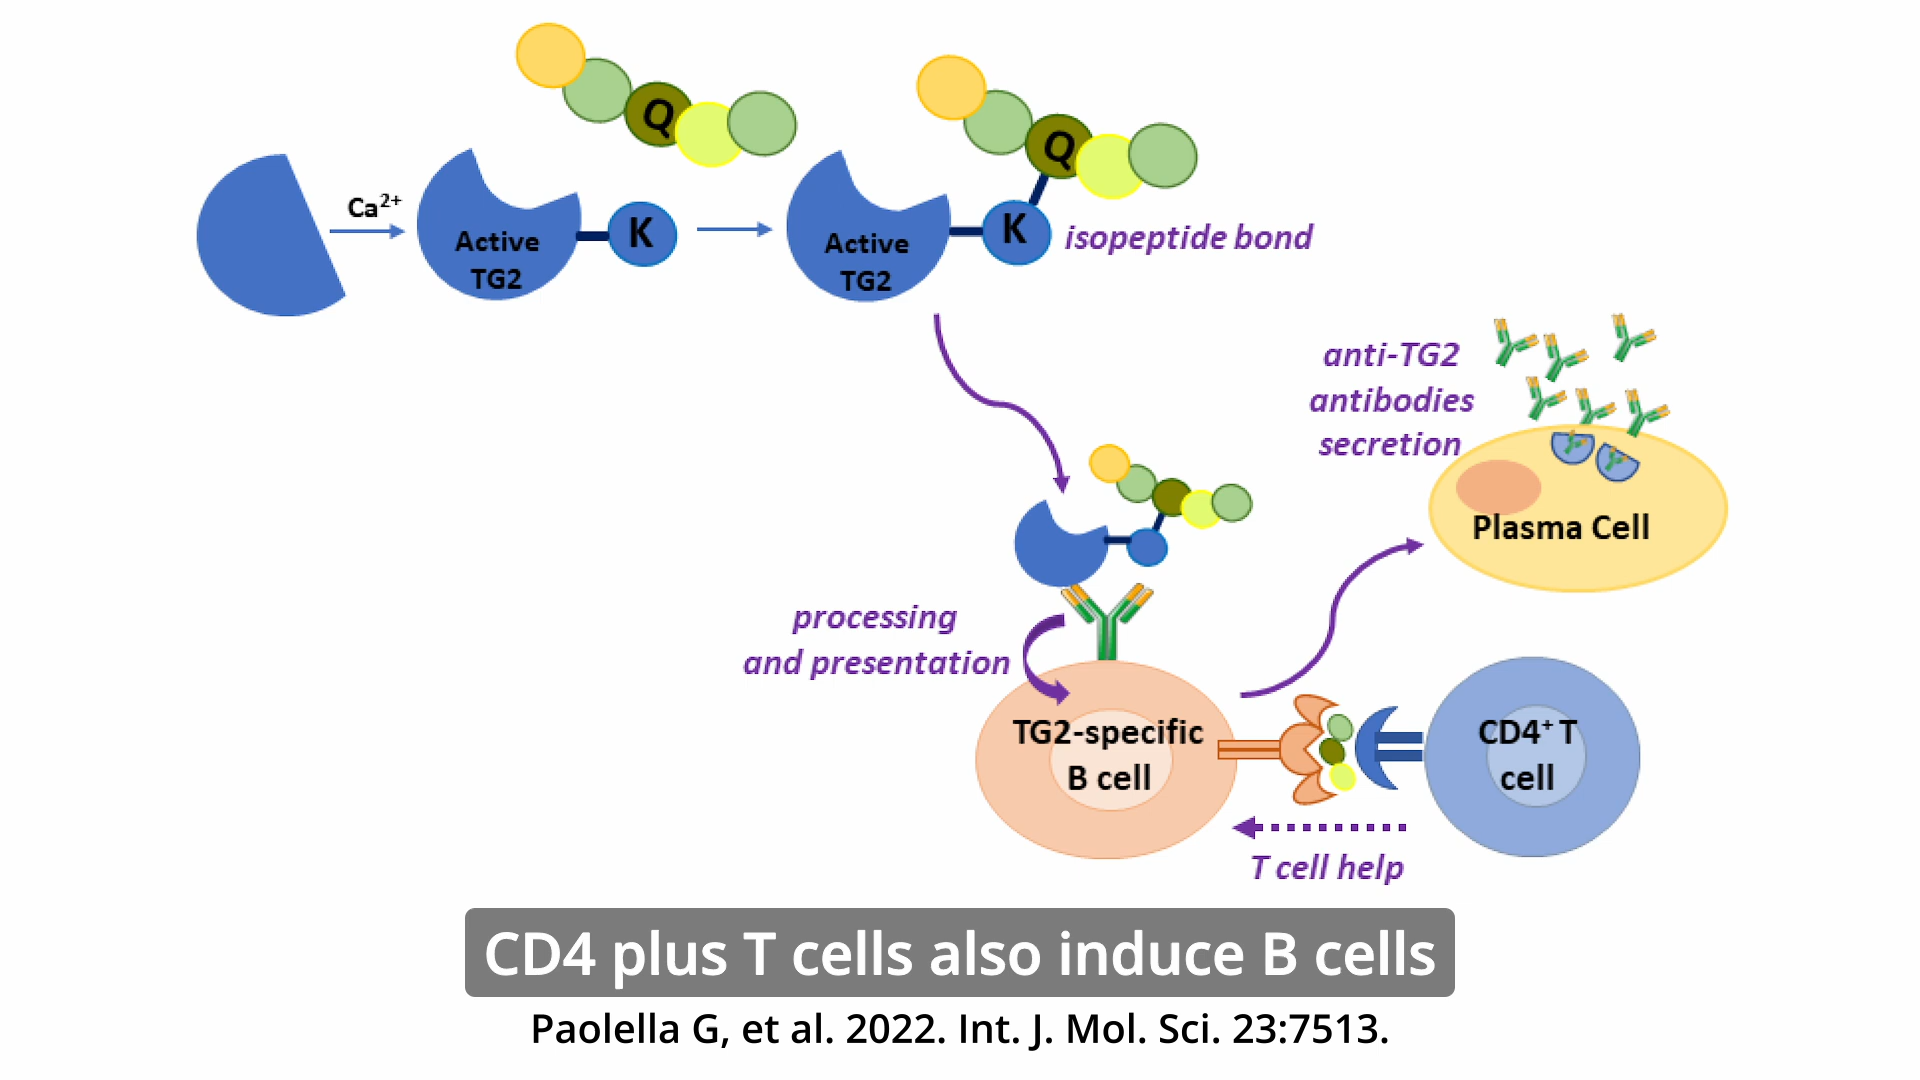 Q
Q
Ca²⁺
Active
TG2
K
Active
TG2
K
isopeptide bond
anti-TG2
antibodies
secretion
Plasma Cell
processing
and presentation
TG2-specific
B cell
CD4⁺ T
cell
T cell help
CD4 plus T cells also induce B cells
Paolella G, et al. 2022. Int. J. Mol. Sci. 23:7513.